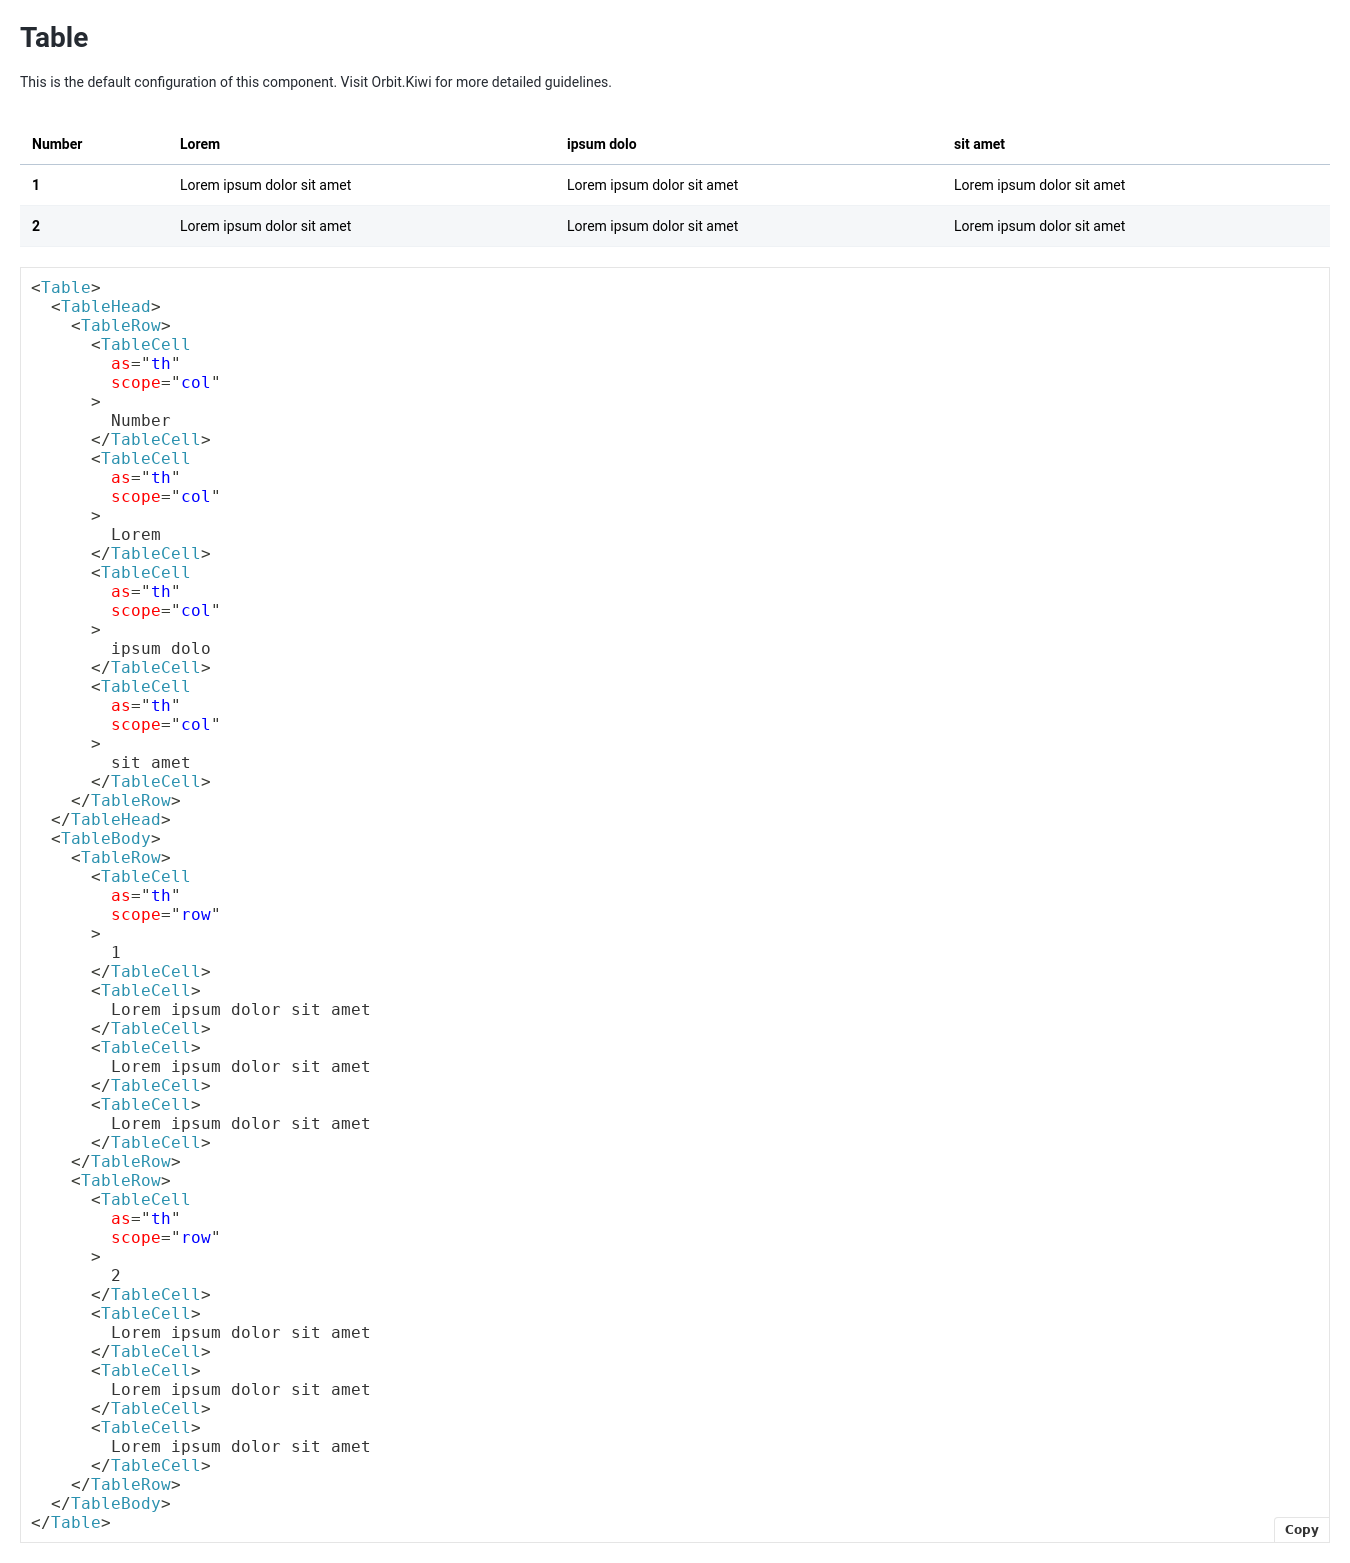 Table
This is the default configuration of this component. Visit Orbit.Kiwi for more detailed guidelines.
Number Lorem ipsum dolo sit amet
1 Lorem ipsum dolor sit amet Lorem ipsum dolor sit amet Lorem ipsum dolor sit amet
2 Lorem ipsum dolor sit amet Lorem ipsum dolor sit amet Lorem ipsum dolor sit amet
<Table>
  <TableHead>
    <TableRow>
      <TableCell
        as="th"
        scope="col"
      >
        Number
      </TableCell>
      <TableCell
        as="th"
        scope="col"
      >
        Lorem
      </TableCell>
      <TableCell
        as="th"
        scope="col"
      >
        ipsum dolo
      </TableCell>
      <TableCell
        as="th"
        scope="col"
      >
        sit amet
      </TableCell>
    </TableRow>
  </TableHead>
  <TableBody>
    <TableRow>
      <TableCell
        as="th"
        scope="row"
      >
        1
      </TableCell>
      <TableCell>
        Lorem ipsum dolor sit amet
      </TableCell>
      <TableCell>
        Lorem ipsum dolor sit amet
      </TableCell>
      <TableCell>
        Lorem ipsum dolor sit amet
      </TableCell>
    </TableRow>
    <TableRow>
      <TableCell
        as="th"
        scope="row"
      >
        2
      </TableCell>
      <TableCell>
        Lorem ipsum dolor sit amet
      </TableCell>
      <TableCell>
        Lorem ipsum dolor sit amet
      </TableCell>
      <TableCell>
        Lorem ipsum dolor sit amet
      </TableCell>
    </TableRow>
  </TableBody>
</Table>
Copy